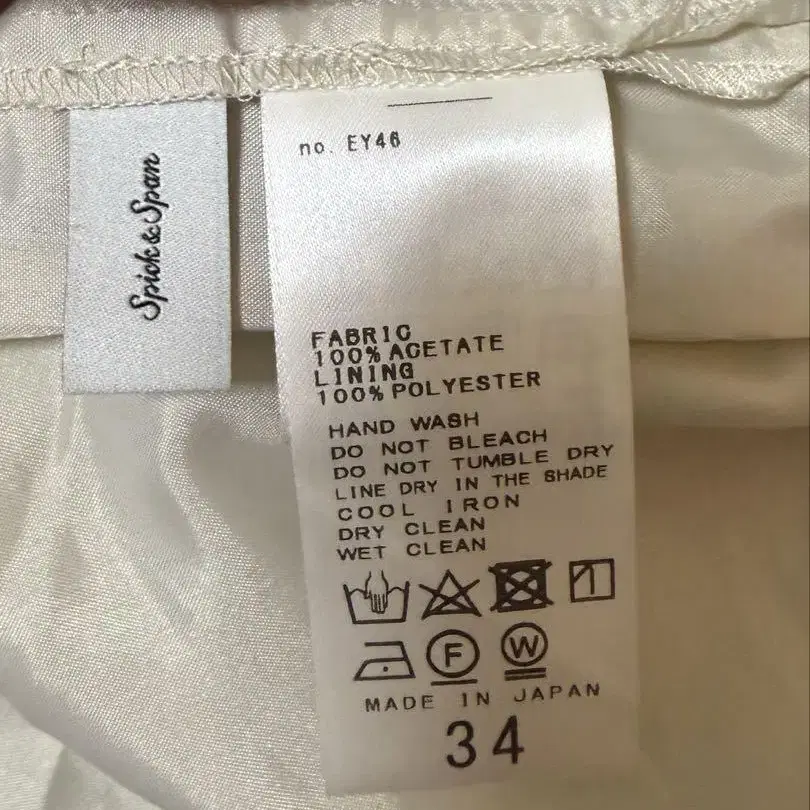 Spick & Span
no. EY46
FABRIC
100% ACETATE
LINING
100% POLYESTER
HAND WASH
DO NOT BLEACH
DO NOT TUMBLE DRY
LINE DRY IN THE SHADE
COOL IRON
DRY CLEAN
WET CLEAN
F W
MADE IN JAPAN
34